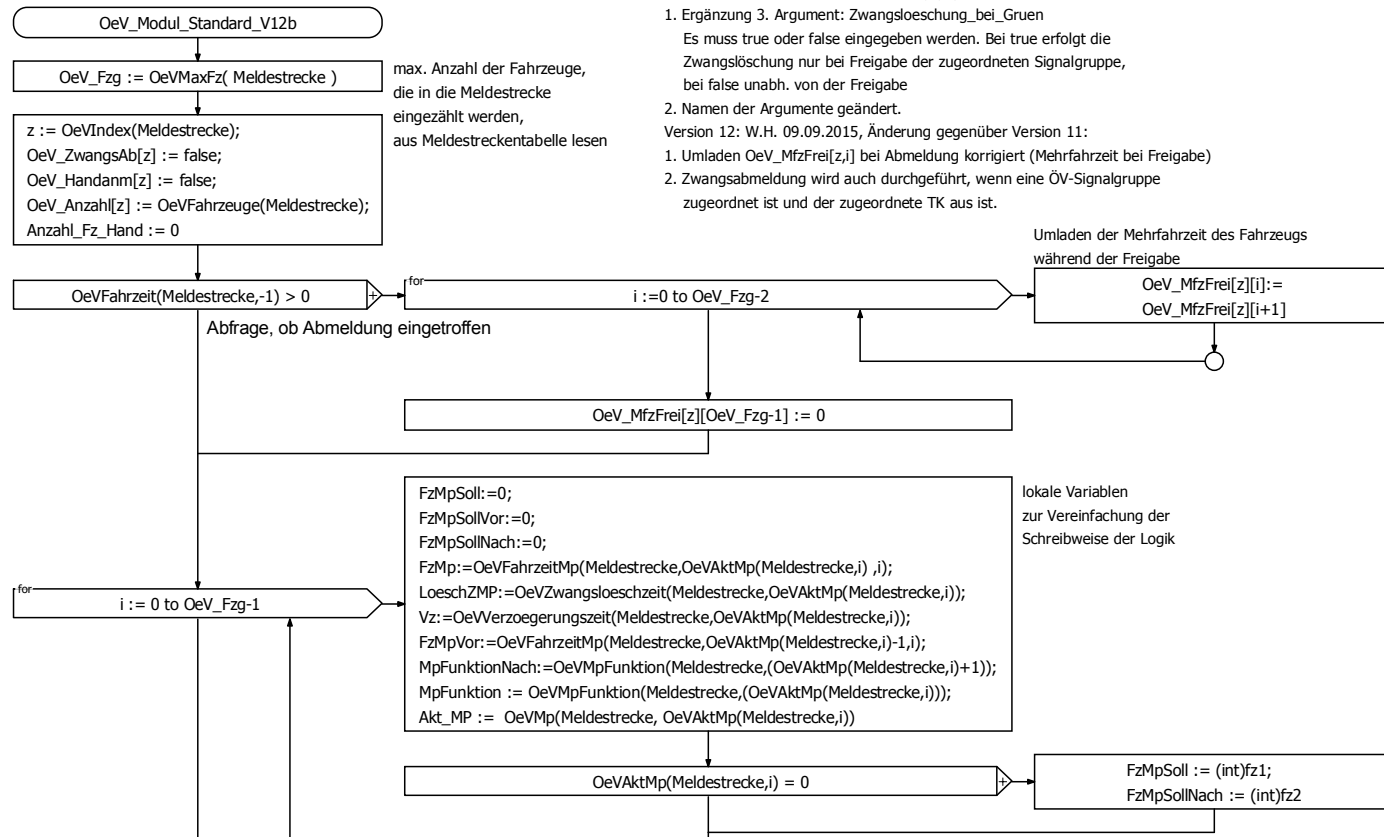 OeV_Modul_Standard_V12b
OeV_Fzg := OeVMaxFz( Meldestrecke )
max. Anzahl der Fahrzeuge,
die in die Meldestrecke
eingezählt werden,
aus Meldestreckentabelle lesen
1. Ergänzung 3. Argument: Zwangsloeschung_bei_Gruen
Es muss true oder false eingegeben werden. Bei true erfolgt die
Zwangslöschung nur bei Freigabe der zugeordneten Signalgruppe,
bei false unabh. von der Freigabe
2. Namen der Argumente geändert.
Version 12: W.H. 09.09.2015, Änderung gegenüber Version 11:
1. Umladen OeV_MfzFrei[z,i] bei Abmeldung korrigiert (Mehrfahrzeit bei Freigabe)
2. Zwangsabmeldung wird auch durchgeführt, wenn eine ÖV-Signalgruppe
zugeordnet ist und der zugeordnete TK aus ist.
z := OeVIndex(Meldestrecke);
OeV_ZwangsAb[z] := false;
OeV_Handanm[z] := false;
OeV_Anzahl[z] := OeVFahrzeuge(Meldestrecke);
Anzahl_Fz_Hand := 0
Umladen der Mehrfahrzeit des Fahrzeugs
während der Freigabe
OeVFahrzeit(Meldestrecke,-1) > 0
+
for
i :=0 to OeV_Fzg-2
OeV_MfzFrei[z][i]:=
OeV_MfzFrei[z][i+1]
Abfrage, ob Abmeldung eingetroffen
OeV_MfzFrei[z][OeV_Fzg-1] := 0
for
i := 0 to OeV_Fzg-1
FzMpSoll:=0;
FzMpSollVor:=0;
FzMpSollNach:=0;
FzMp:=OeVFahrzeitMp(Meldestrecke,OeVAktMp(Meldestrecke,i) ,i);
LoeschZMP:=OeVZwangsloeschzeit(Meldestrecke,OeVAktMp(Meldestrecke,i));
Vz:=OeVVerzoegerungszeit(Meldestrecke,OeVAktMp(Meldestrecke,i));
FzMpVor:=OeVFahrzeitMp(Meldestrecke,OeVAktMp(Meldestrecke,i)-1,i);
MpFunktionNach:=OeVMpFunktion(Meldestrecke,(OeVAktMp(Meldestrecke,i)+1));
MpFunktion := OeVMpFunktion(Meldestrecke,(OeVAktMp(Meldestrecke,i)));
Akt_MP := OeVMp(Meldestrecke, OeVAktMp(Meldestrecke,i))
lokale Variablen
zur Vereinfachung der
Schreibweise der Logik
OeVAktMp(Meldestrecke,i) = 0
+
FzMpSoll := (int)fz1;
FzMpSollNach := (int)fz2